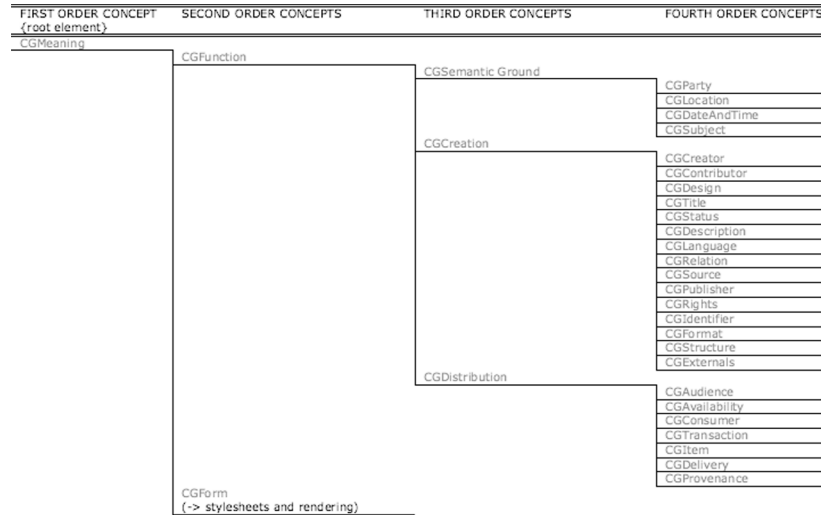 FIRST ORDER CONCEPT SECOND ORDER CONCEPTS THIRD ORDER CONCEPTS FOURTH ORDER CONCEPTS
{root element}
CGMeaning
CGFunction
CGSemantic Ground
CGParty
CGLocation
CGDateAndTime
CGSubject
CGCreation
CGCreator
CGContributor
CGDesign
CGTitle
CGStatus
CGDescription
CGLanguage
CGRelation
CGSource
CGPublisher
CGRights
CGIdentifier
CGFormat
CGStructure
CGExternals
CGDistribution
CGAudience
CGAvailability
CGConsumer
CGTransaction
CGItem
CGDelivery
CGProvenance
CGForm
(-> stylesheets and rendering)